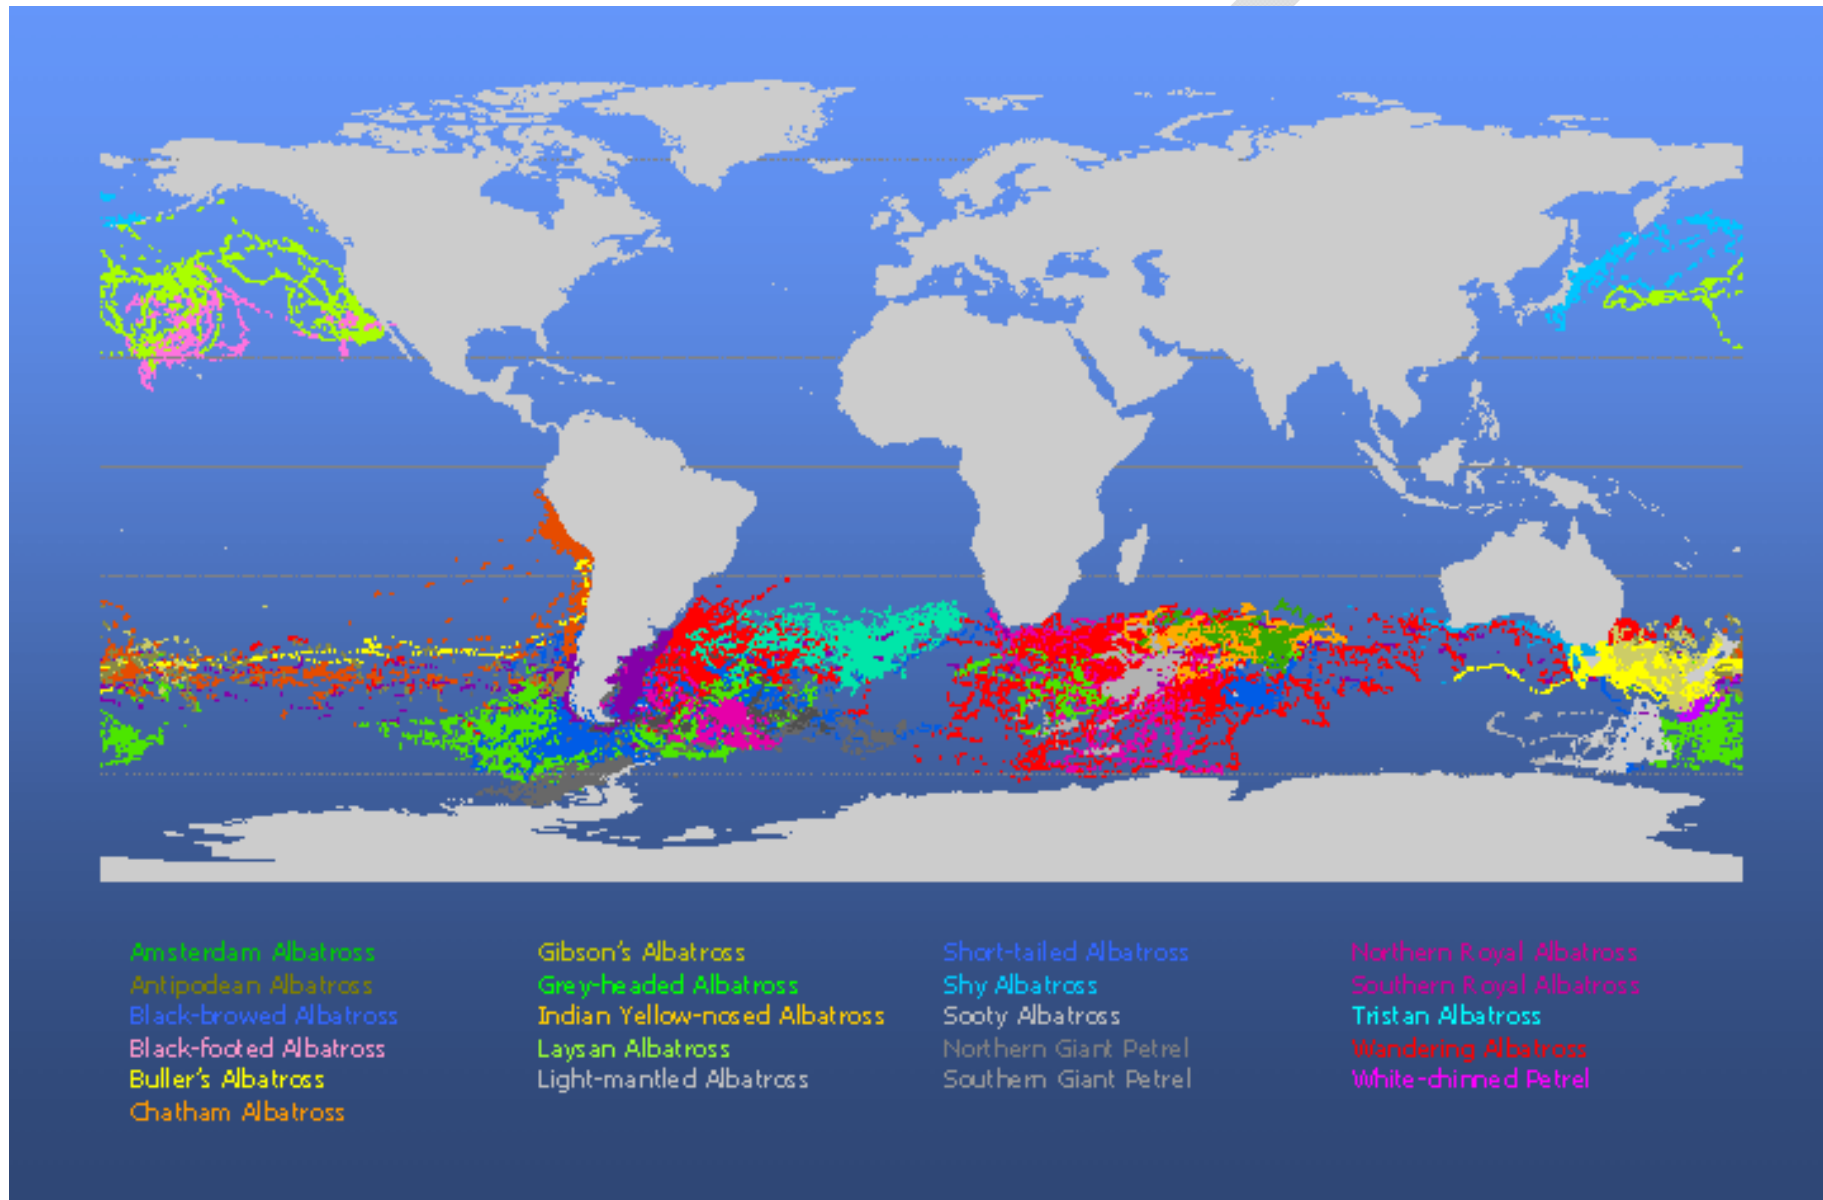 Amsterdam Albatross
Antipodean Albatross
Black-browed Albatross
Black-footed Albatross
Buller's Albatross
Chatham Albatross
Gibson's Albatross
Grey-headed Albatross
Indian Yellow-nosed Albatross
Laysan Albatross
Light-mantled Albatross
Short-tailed Albatross
Shy Albatross
Sooty Albatross
Northern Giant Petrel
Southern Giant Petrel
Northern Royal Albatross
Southern Royal Albatross
Tristan Albatross
Wandering Albatross
White-chinned Petrel